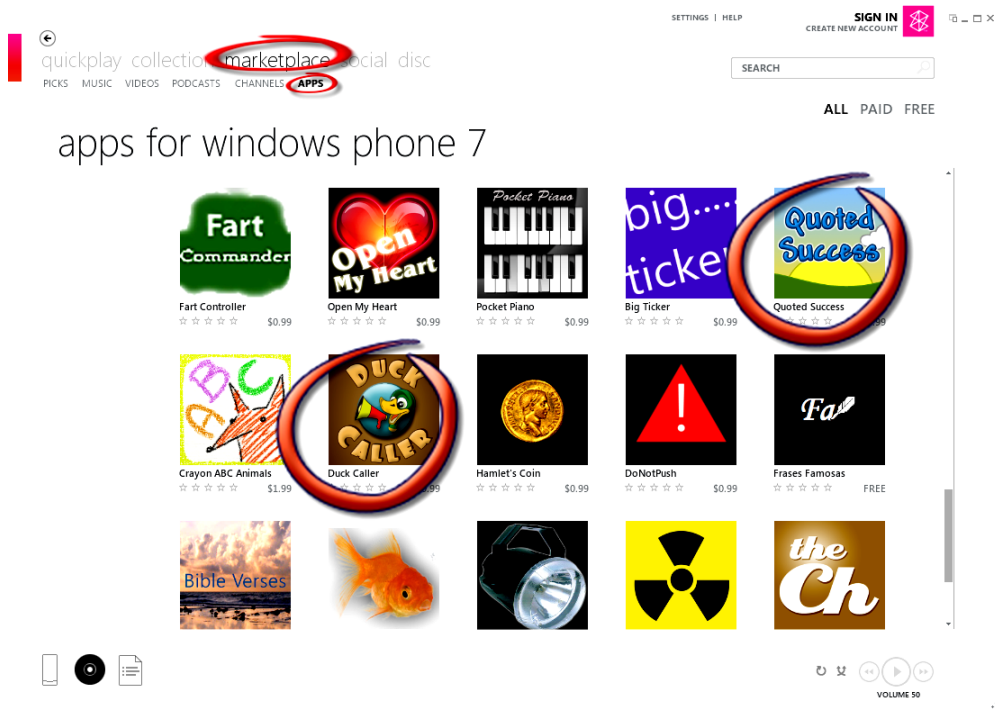 SETTINGS | HELP
SIGN IN
CREATE NEW ACCOUNT
quickplay collection marketplace social disc
PICKS MUSIC VIDEOS PODCASTS CHANNELS APPS
SEARCH
ALL PAID FREE
apps for windows phone 7
Fart
Commander
Open
My Heart
Pocket Piano
big.....
ticke
Quoted
Success
Fart Controller
Open My Heart
Pocket Piano
Big Ticker
Quoted Success
$0.99
$0.99
$0.99
$0.99
ABC
DUCK
CALLER
!
Fa
Crayon ABC Animals
Duck Caller
Hamlet's Coin
DoNotPush
Frases Famosas
$1.99
$0.99
$0.99
FREE
Bible Verses
the
Ch
VOLUME 50